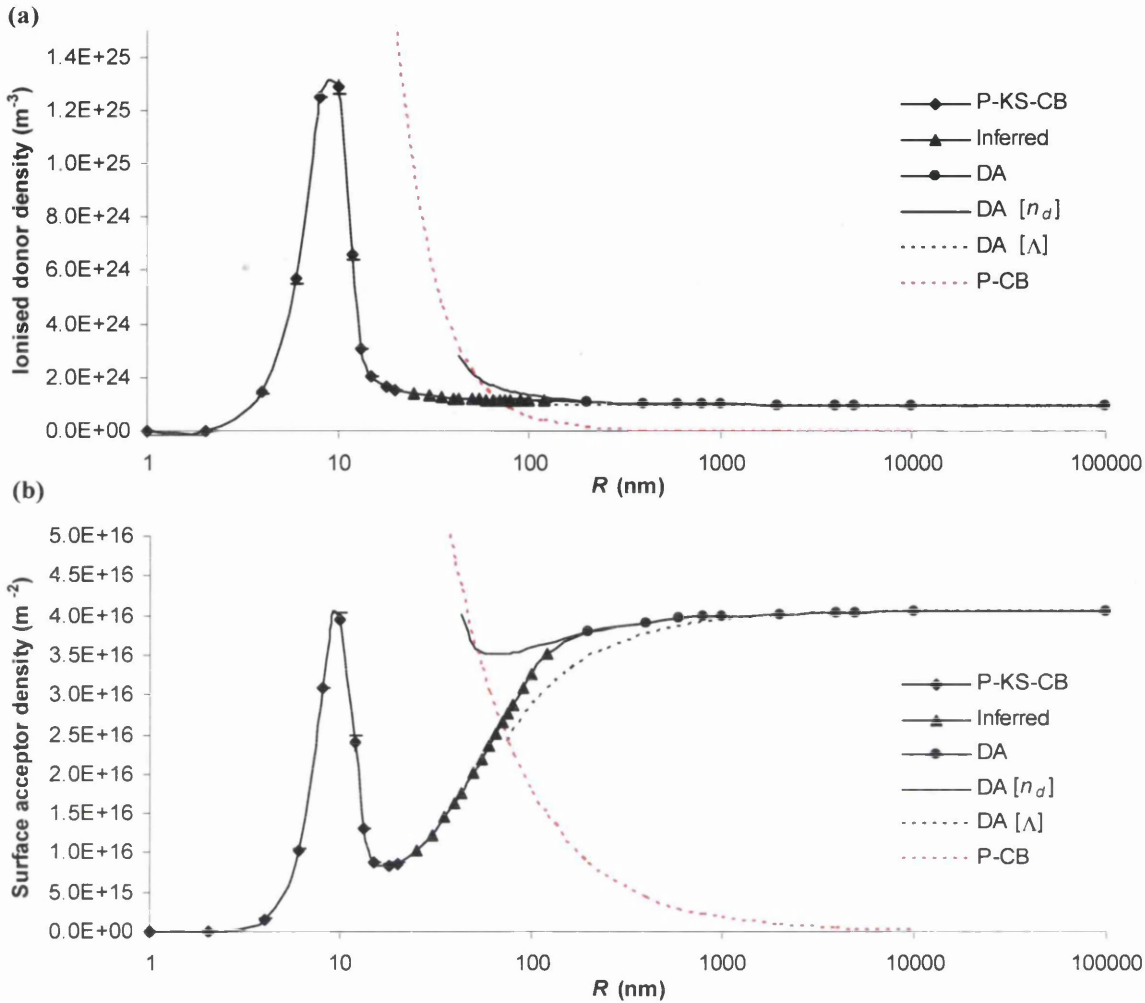 (a)
Ionised donor density (m⁻³)
1.4E+25
1.2E+25
1.0E+25
8.0E+24
6.0E+24
4.0E+24
2.0E+24
0.0E+00
1 10 100 1000 10000 100000
R (nm)
P-KS-CB
Inferred
DA
DA [n_d]
DA [Λ]
P-CB
(b)
Surface acceptor density (m⁻²)
5.0E+16
4.5E+16
4.0E+16
3.5E+16
3.0E+16
2.5E+16
2.0E+16
1.5E+16
1.0E+16
5.0E+15
0.0E+00
1 10 100 1000 10000 100000
R (nm)
P-KS-CB
Inferred
DA
DA [n_d]
DA [Λ]
P-CB